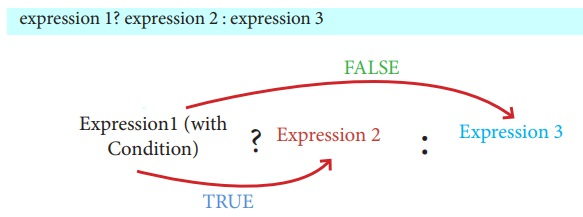 expression 1? expression 2 : expression 3
FALSE
Expression1 (with
Condition)
? Expression 2 : Expression 3
TRUE